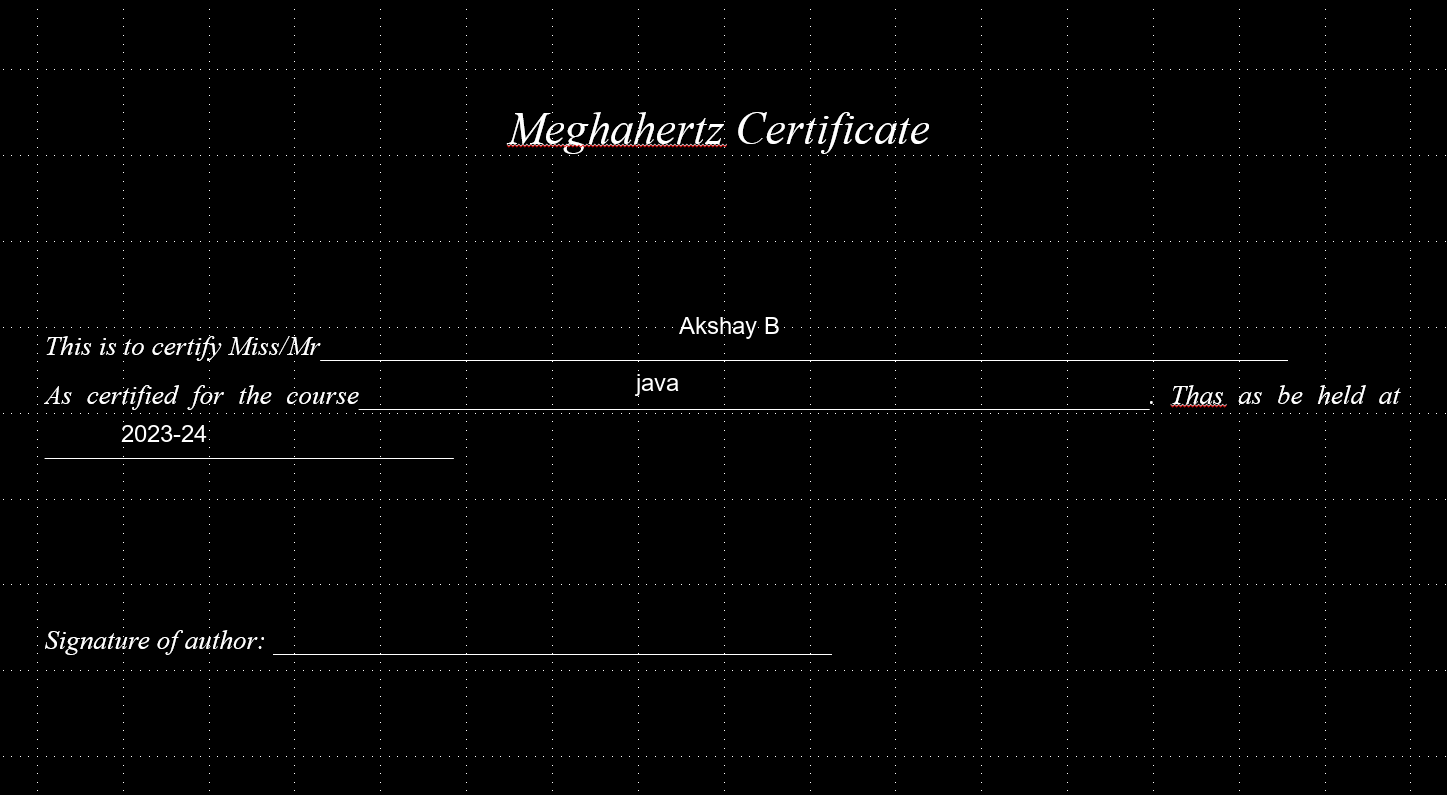 Meghahertz Certificate
Akshay B
This is to certify Miss/Mr
java
As certified for the course. Thas as be held at
2023-24
Signature of author: